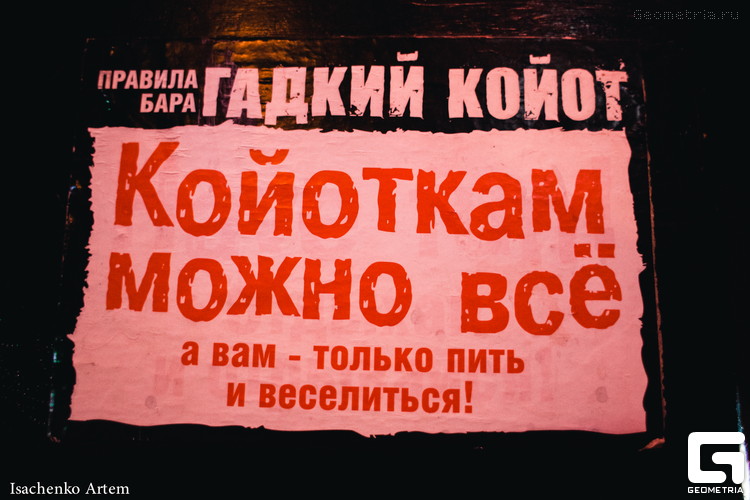 Geometria.ru
ПРАВИЛА
БАРА ГАДКИЙ КОЙОТ
Койоткам
можно всё
а вам - только пить
и веселиться!
Isachenko Artem
GEOMETRIA